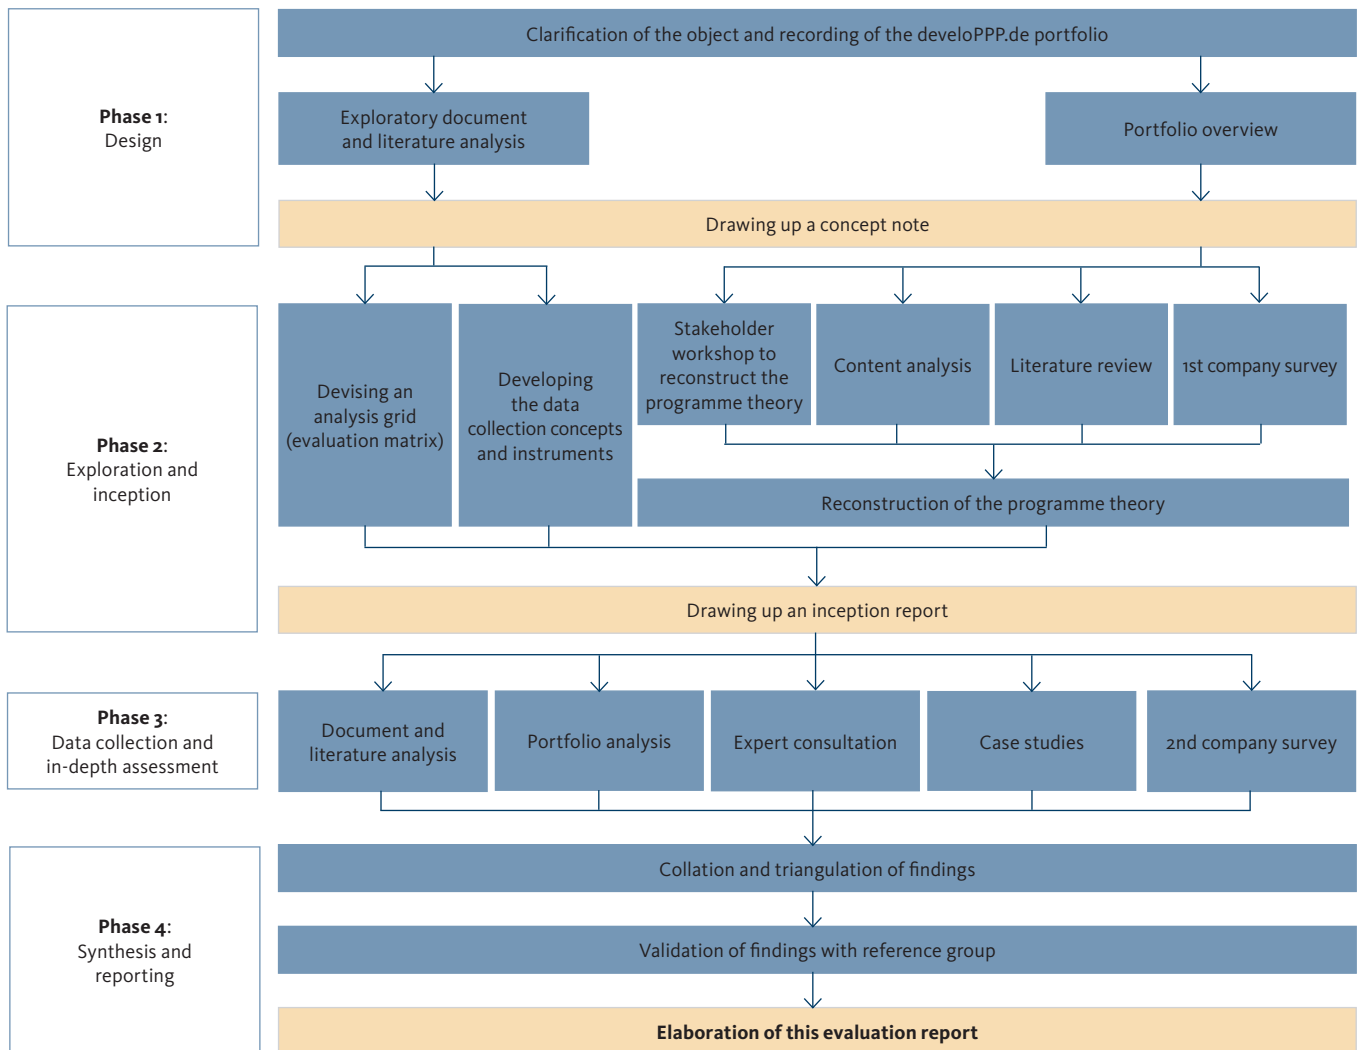 Clarification of the object and recording of the develoPPP.de portfolio
Phase 1:
Design
Exploratory document
and literature analysis
Portfolio overview
Drawing up a concept note
Phase 2:
Exploration and
inception
Devising an
analysis grid
(evaluation matrix)
Developing
the data
collection concepts
and instruments
Stakeholder
workshop to
reconstruct the
programme theory
Content analysis
Literature review
1st company survey
Reconstruction of the programme theory
Drawing up an inception report
Phase 3:
Data collection and
in-depth assessment
Document and
literature analysis
Portfolio analysis
Expert consultation
Case studies
2nd company survey
Phase 4:
Synthesis and
reporting
Collation and triangulation of findings
Validation of findings with reference group
Elaboration of this evaluation report